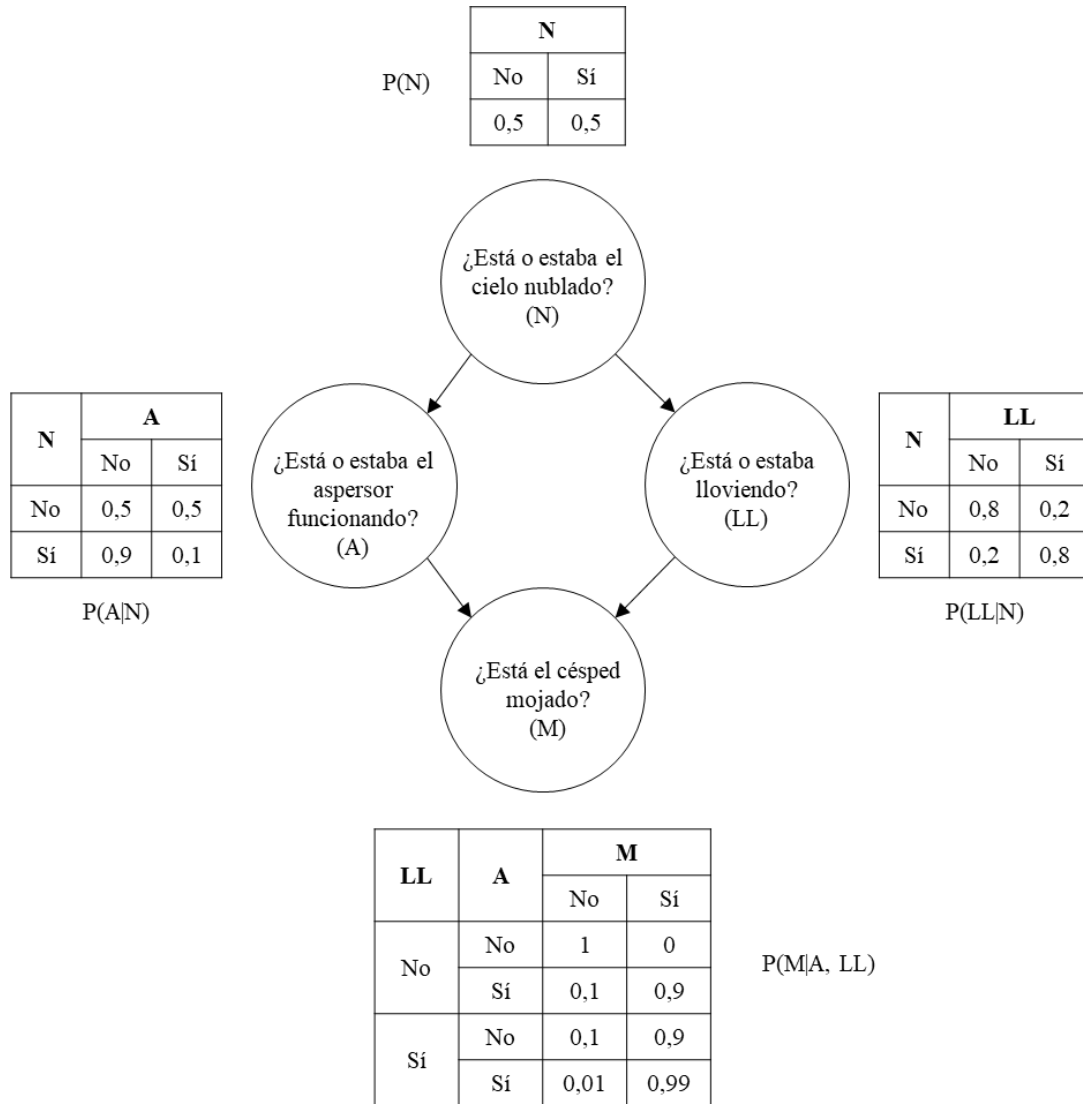 N
P(N)
No Sí
0,5 0,5
¿Está o estaba el
cielo nublado?
(N)
N A
No Sí
No 0,5 0,5
Sí 0,9 0,1
P(A|N)
¿Está o estaba el
aspersor
funcionando?
(A)
¿Está o estaba
lloviendo?
(LL)
N LL
No Sí
No 0,8 0,2
Sí 0,2 0,8
P(LL|N)
¿Está el césped
mojado?
(M)
LL A M
No Sí
No No 1 0
Sí 0,1 0,9
Sí No 0,1 0,9
Sí 0,01 0,99
P(M|A, LL)